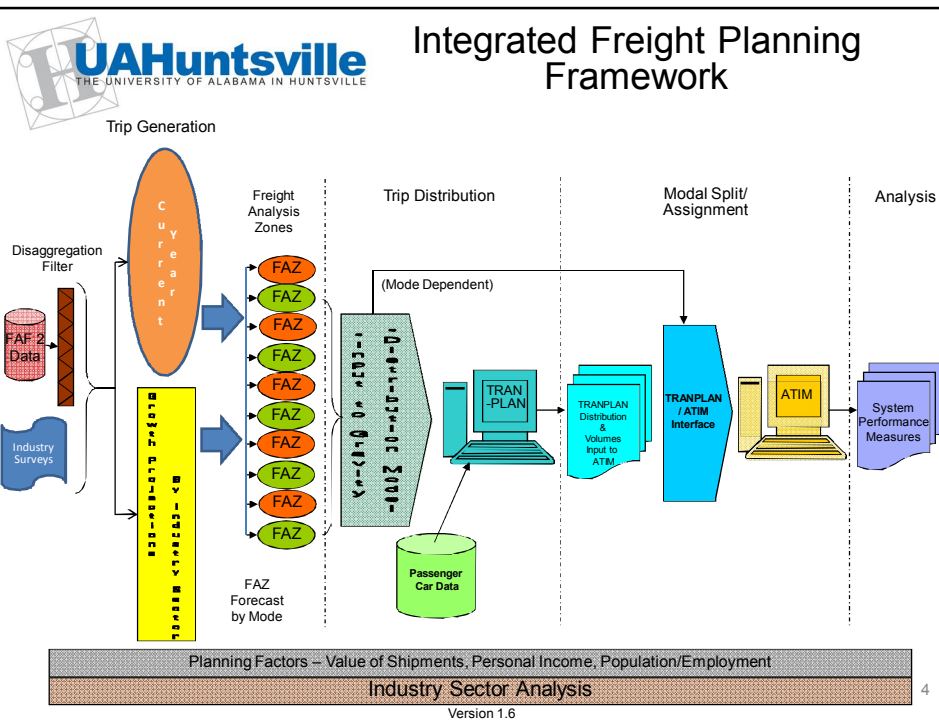 UAHuntsville
THE UNIVERSITY OF ALABAMA IN HUNTSVILLE
Integrated Freight Planning
Framework
Trip Generation
Current
Year
Freight
Analysis
Zones
Trip Distribution
Modal Split/
Assignment
Analysis
Disaggregation
Filter
FAF 2
Data
Industry
Surveys
Growth Projections
By Industry Sector
FAZ
FAZ
FAZ
FAZ
FAZ
FAZ
FAZ
FAZ
FAZ
FAZ
FAZ
Forecast
by Mode
(Mode Dependent)
Input to Gravity
Distribution Model
TRAN
-PLAN
Passenger
Car Data
TRANPLAN
Distribution
&
Volumes
Input to
ATIM
TRANPLAN
/ ATIM
Interface
ATIM
System
Performance
Measures
Planning Factors – Value of Shipments, Personal Income, Population/Employment
Industry Sector Analysis
4
Version 1.6